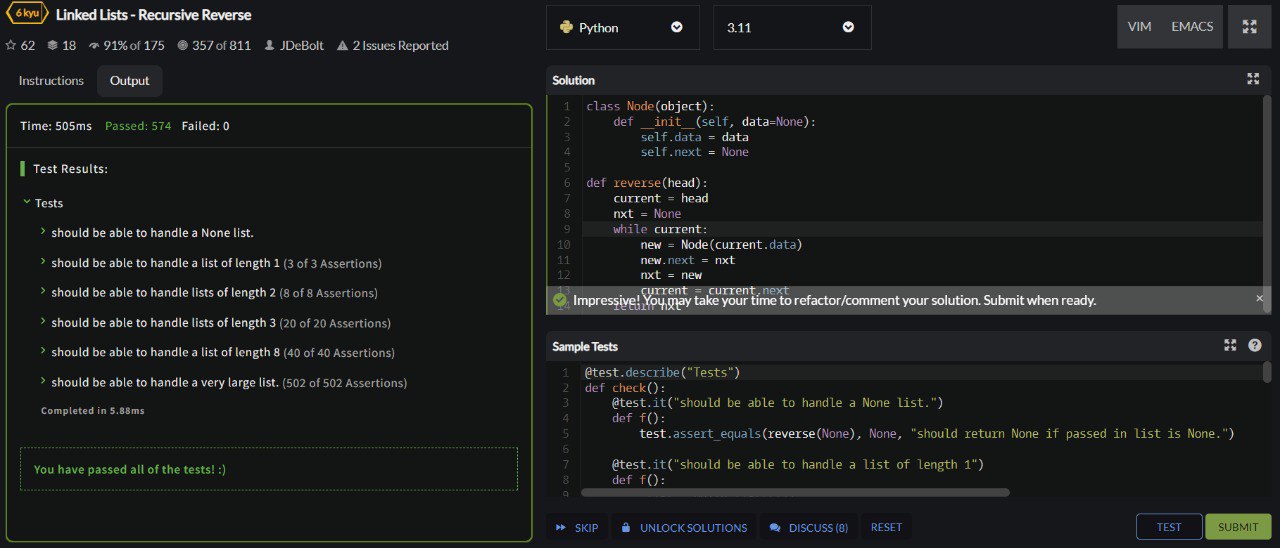 6 kyu Linked Lists - Recursive Reverse
62 18 91% of 175 357 of 811 JDeBolt 2 Issues Reported
Instructions Output
Time: 505ms Passed: 574 Failed: 0
Test Results:
Tests
should be able to handle a None list.
should be able to handle a list of length 1 (3 of 3 Assertions)
should be able to handle lists of length 2 (8 of 8 Assertions)
should be able to handle lists of length 3 (20 of 20 Assertions)
should be able to handle a list of length 8 (40 of 40 Assertions)
should be able to handle a very large list. (502 of 502 Assertions)
Completed in 5.88ms
You have passed all of the tests! :)
Python 3.11 VIM EMACS
Solution
1 class Node(object):
2 def __init__(self, data=None):
3 self.data = data
4 self.next = None
5
6 def reverse(head):
7 current = head
8 nxt = None
9 while current:
10 new = Node(current.data)
11 new.next = nxt
12 nxt = new
13 current = current.next
Impressive! You may take your time to refactor/comment your solution. Submit when ready. ×
14 return nxt
Sample Tests ?
1 @test.describe("Tests")
2 def check():
3 @test.it("should be able to handle a None list.")
4 def f():
5 test.assert_equals(reverse(None), None, "should return None if passed in list is None.")
6
7 @test.it("should be able to handle a list of length 1")
8 def f():
9
SKIP UNLOCK SOLUTIONS DISCUSS (8) RESET TEST SUBMIT